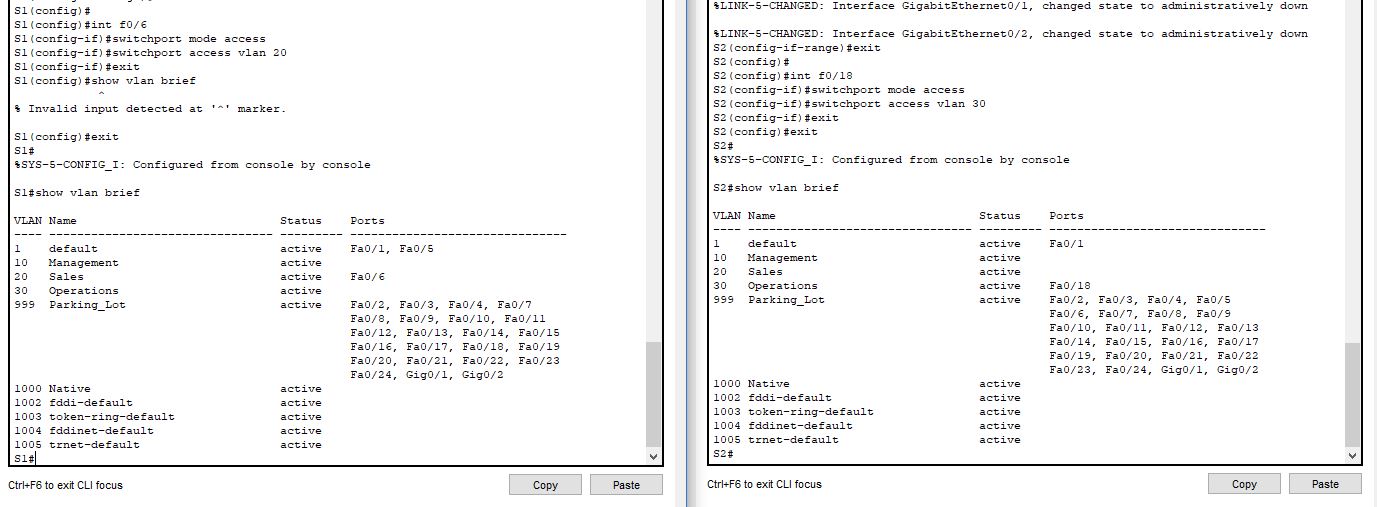 S1(config)#
S1(config)#int f0/6
S1(config-if)#switchport mode access
S1(config-if)#switchport access vlan 20
S1(config-if)#exit
S1(config)#show vlan brief
^
% Invalid input detected at '^' marker.
S1(config)#exit
S1#
%SYS-5-CONFIG_I: Configured from console by console
S1#show vlan brief
VLAN Name                             Status    Ports
---- -------------------------------- --------- -------------------------------
1    default                          active    Fa0/1, Fa0/5
10   Management                       active
20   Sales                            active    Fa0/6
30   Operations                       active
999  Parking_Lot                      active    Fa0/2, Fa0/3, Fa0/4, Fa0/7
Fa0/8, Fa0/9, Fa0/10, Fa0/11
Fa0/12, Fa0/13, Fa0/14, Fa0/15
Fa0/16, Fa0/17, Fa0/18, Fa0/19
Fa0/20, Fa0/21, Fa0/22, Fa0/23
Fa0/24, Gig0/1, Gig0/2
1000 Native                           active
1002 fddi-default                     active
1003 token-ring-default               active
1004 fddinet-default                  active
1005 trnet-default                    active
S1#
Ctrl+F6 to exit CLI focus
Copy
Paste
%LINK-5-CHANGED: Interface GigabitEthernet0/1, changed state to administratively down
%LINK-5-CHANGED: Interface GigabitEthernet0/2, changed state to administratively down
S2(config-if-range)#exit
S2(config)#
S2(config)#int f0/18
S2(config-if)#switchport mode access
S2(config-if)#switchport access vlan 30
S2(config-if)#exit
S2(config)#exit
S2#
%SYS-5-CONFIG_I: Configured from console by console
S2#show vlan brief
VLAN Name                             Status    Ports
---- -------------------------------- --------- -------------------------------
1    default                          active    Fa0/1
10   Management                       active
20   Sales                            active
30   Operations                       active    Fa0/18
999  Parking_Lot                      active    Fa0/2, Fa0/3, Fa0/4, Fa0/5
Fa0/6, Fa0/7, Fa0/8, Fa0/9
Fa0/10, Fa0/11, Fa0/12, Fa0/13
Fa0/14, Fa0/15, Fa0/16, Fa0/17
Fa0/19, Fa0/20, Fa0/21, Fa0/22
Fa0/23, Fa0/24, Gig0/1, Gig0/2
1000 Native                           active
1002 fddi-default                     active
1003 token-ring-default               active
1004 fddinet-default                  active
1005 trnet-default                    active
S2#
Ctrl+F6 to exit CLI focus
Copy
Paste